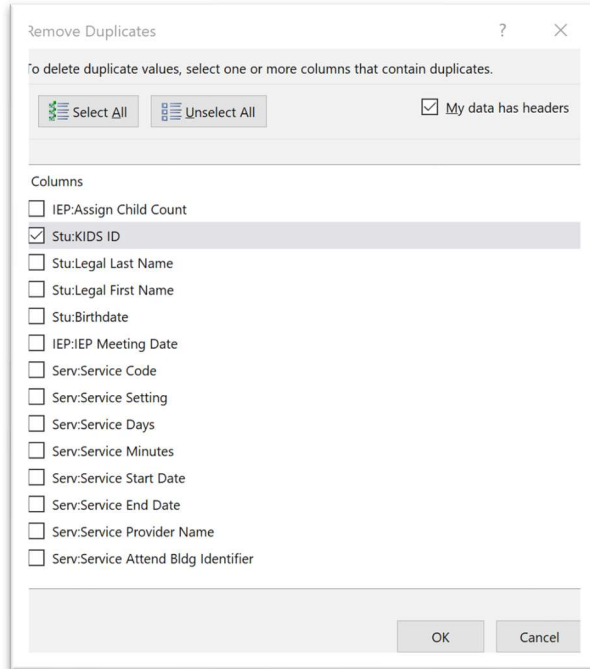 Remove Duplicates
To delete duplicate values, select one or more columns that contain duplicates.
Select All Unselect All My data has headers
Columns
IEP:Assign Child Count
Stu:KIDS ID
Stu:Legal Last Name
Stu:Legal First Name
Stu:Birthdate
IEP:IEP Meeting Date
Serv:Service Code
Serv:Service Setting
Serv:Service Days
Serv:Service Minutes
Serv:Service Start Date
Serv:Service End Date
Serv:Service Provider Name
Serv:Service Attend Bldg Identifier
OK Cancel